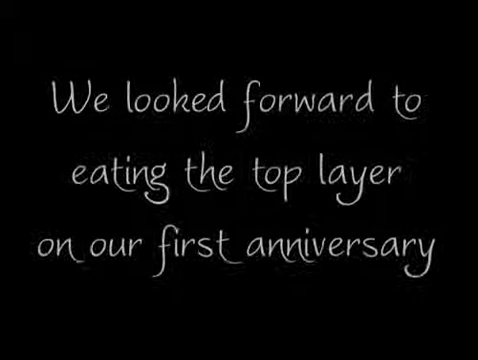 We looked forward to
eating the top layer
on our first anniversary